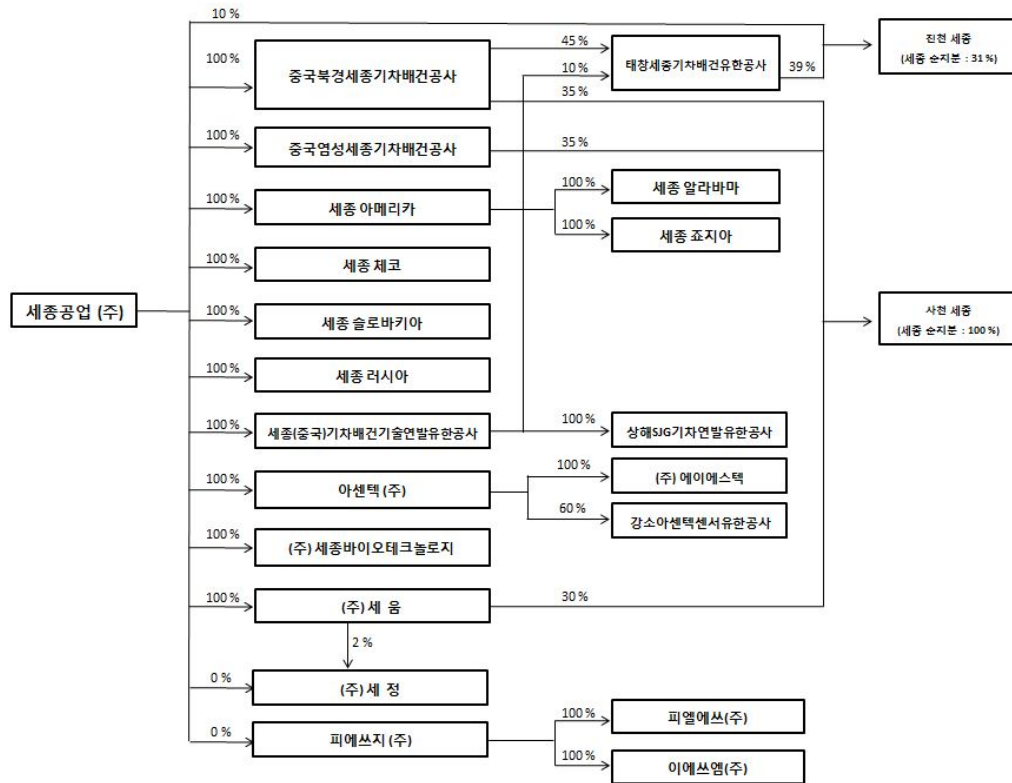 10 %
진천 세종
(세종 순지분 : 31 %)
100 %
중국북경세종기차배건공사
45 %
10 %
35 %
태창세종기차배건유한공사
39 %
100 %
중국염성세종기차배건공사
35 %
100 %
세종 아메리카
100 %
세종 알라바마
100 %
세종 죠지아
100 %
세종 체코
세종공업 (주)
100 %
세종 슬로바키아
사천 세종
(세종 순지분 : 100 %)
100 %
세종 러시아
100 %
세종(중국)기차배건기술연발유한공사
100 %
상해SJG기차연발유한공사
100 %
아센텍 (주)
100 %
(주) 에이에스텍
60 %
강소아센텍센서유한공사
100 %
(주) 세종바이오테크놀로지
100 %
(주) 세 움
30 %
2 %
0 %
(주) 세 정
0 %
피에쓰지 (주)
100 %
피엘에쓰(주)
100 %
이에쓰엠(주)